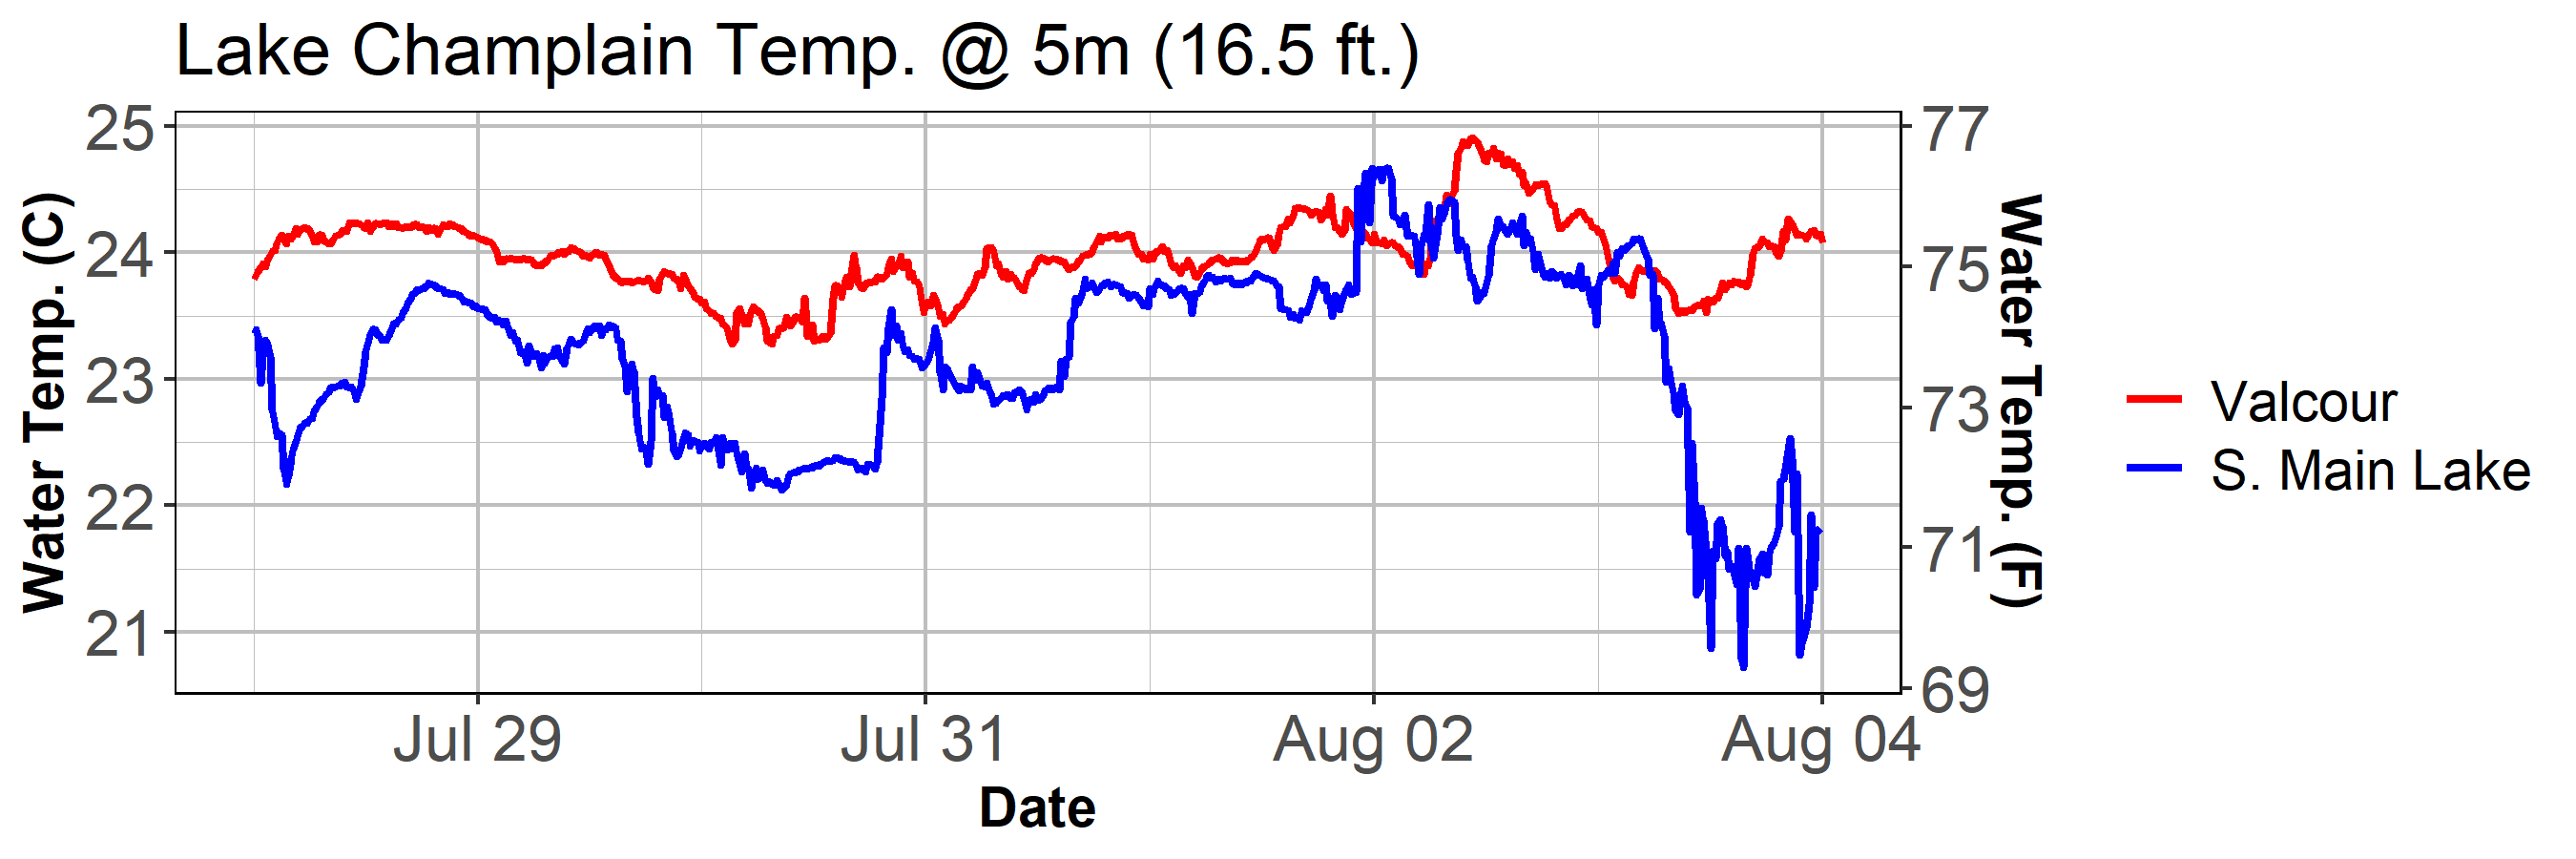 Lake Champlain Temp. @ 5m (16.5 ft.)
Water Temp. (C)
25
24
23
22
21
77
75
73
71
69
Water Temp. (F)
Jul 29
Jul 31
Aug 02
Aug 04
Date
Valcour
S. Main Lake